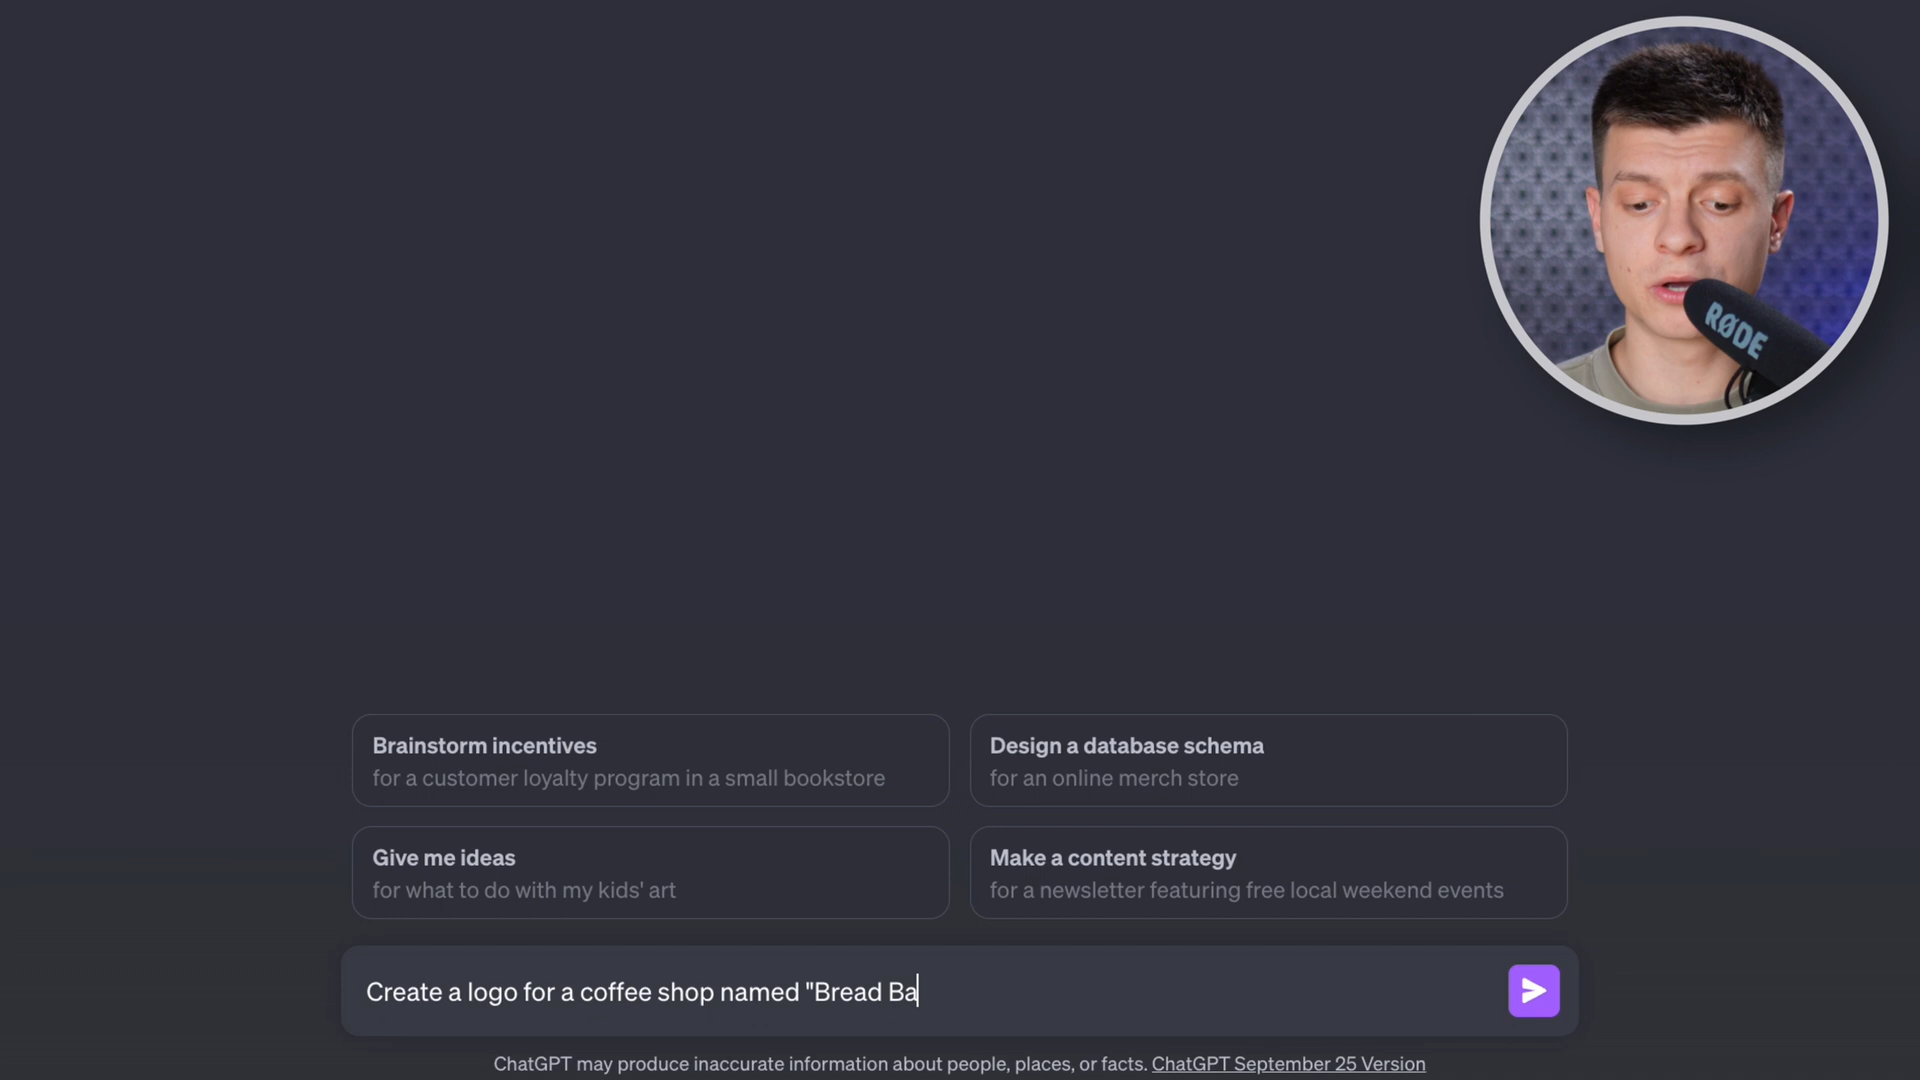 RØDE
Brainstorm incentives
for a customer loyalty program in a small bookstore
Design a database schema
for an online merch store
Give me ideas
for what to do with my kids' art
Make a content strategy
for a newsletter featuring free local weekend events
Create a logo for a coffee shop named "Bread Ba
ChatGPT may produce inaccurate information about people, places, or facts. ChatGPT September 25 Version